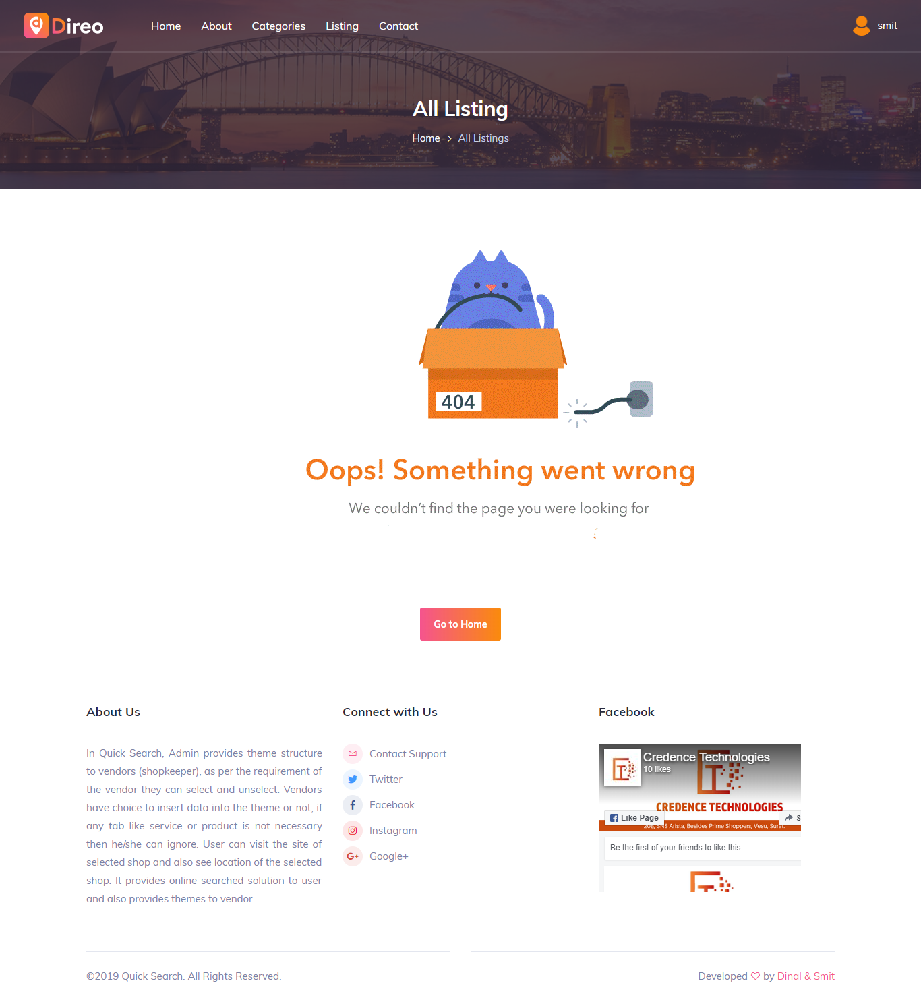 Direo
Home
About
Categories
Listing
Contact
smit
All Listing
Home > All Listings
404
Oops! Something went wrong
We couldn't find the page you were looking for
Go to Home
About Us
In Quick Search, Admin provides theme structure
to vendors (shopkeeper), as per the requirement of
the vendor they can select and unselect. Vendors
have choice to insert data into the theme or not, if
any tab like service or product is not necessary
then he/she can ignore. User can visit the site of
selected shop and also see location of the selected
shop. It provides online searched solution to user
and also provides themes to vendor.
Connect with Us
Contact Support
Twitter
Facebook
Instagram
Google+
Facebook
Credence Technologies
10 likes
CREDENCE TECHNOLOGIES
Like Page
S
208, SNS Arista, Besides Prime Shoppers, Vesu, Surat.
Be the first of your friends to like this
©2019 Quick Search. All Rights Reserved.
Developed ♡ by Dinal & Smit